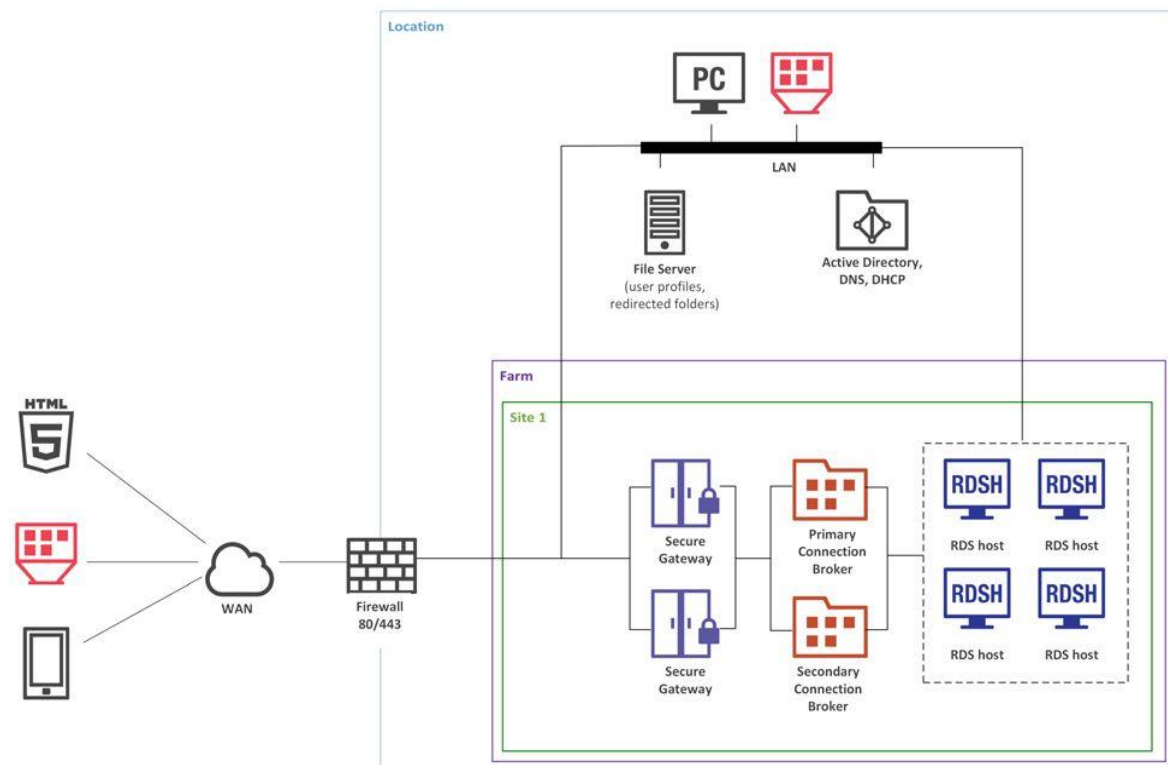 Location
PC
LAN
File Server
(user profiles,
redirected folders)
Active Directory,
DNS, DHCP
Farm
Site 1
HTML
5
WAN
Firewall
80/443
Secure
Gateway
Secure
Gateway
Primary
Connection
Broker
Secondary
Connection
Broker
RDSH
RDS host
RDSH
RDS host
RDSH
RDS host
RDSH
RDS host